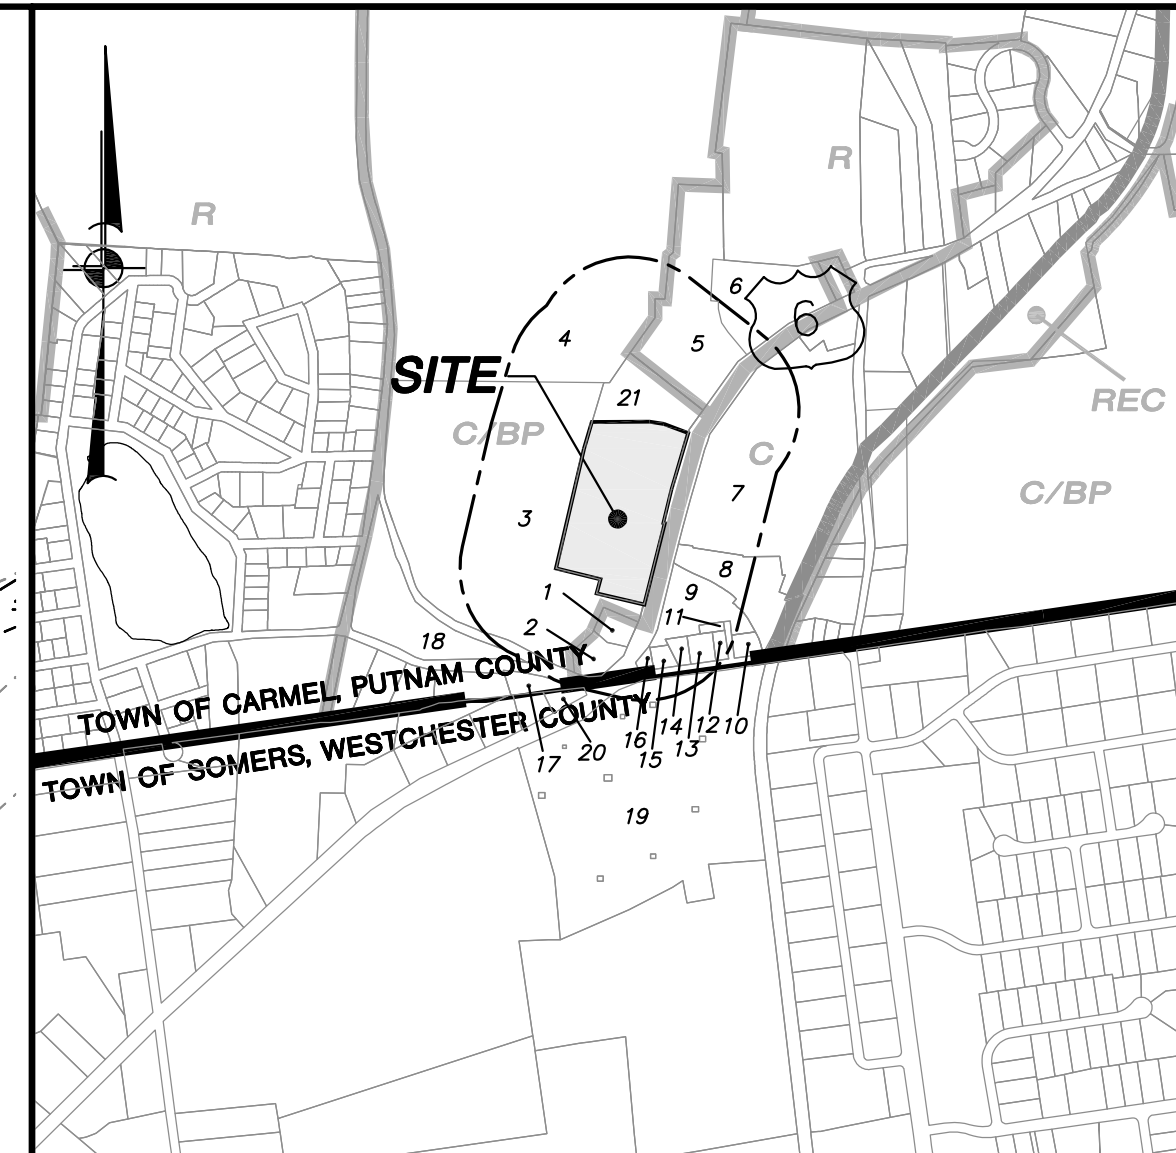 R
R
6
6
4
5
SITE
21
REC
C/BP
C
7
C/BP
3
8
1
9
11
2
18
TOWN OF CARMEL, PUTNAM COUNTY
TOWN OF SOMERS, WESTCHESTER COUNTY
16
14
12
10
13
15
20
17
19